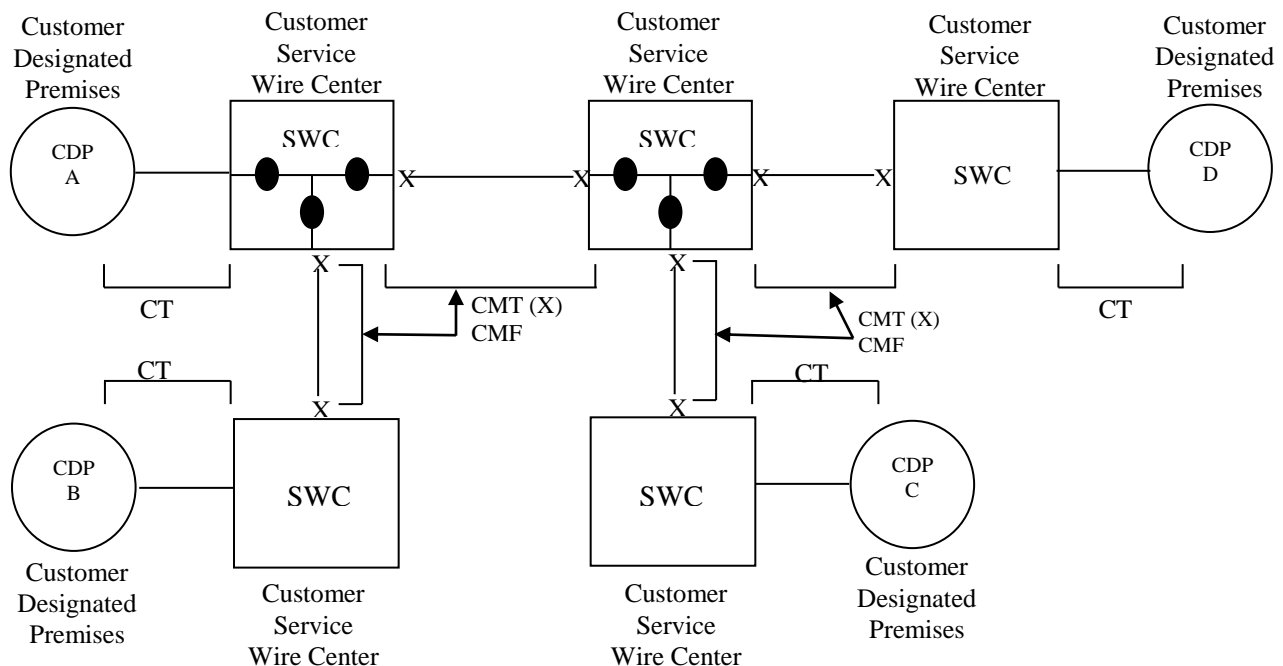 Customer
Designated
Premises
Customer
Service
Wire Center
Customer
Service
Wire Center
Customer
Service
Wire Center
Customer
Designated
Premises
CDP
A
SWC
X
X
SWC
X
X
SWC
CDP
D
X
X
CT
CMT (X)
CMF
CMT (X)
CMF
CT
CT
CT
X
X
CDP
B
SWC
SWC
CDP
C
Customer
Designated
Premises
Customer
Service
Wire Center
Customer
Service
Wire Center
Customer
Designated
Premises